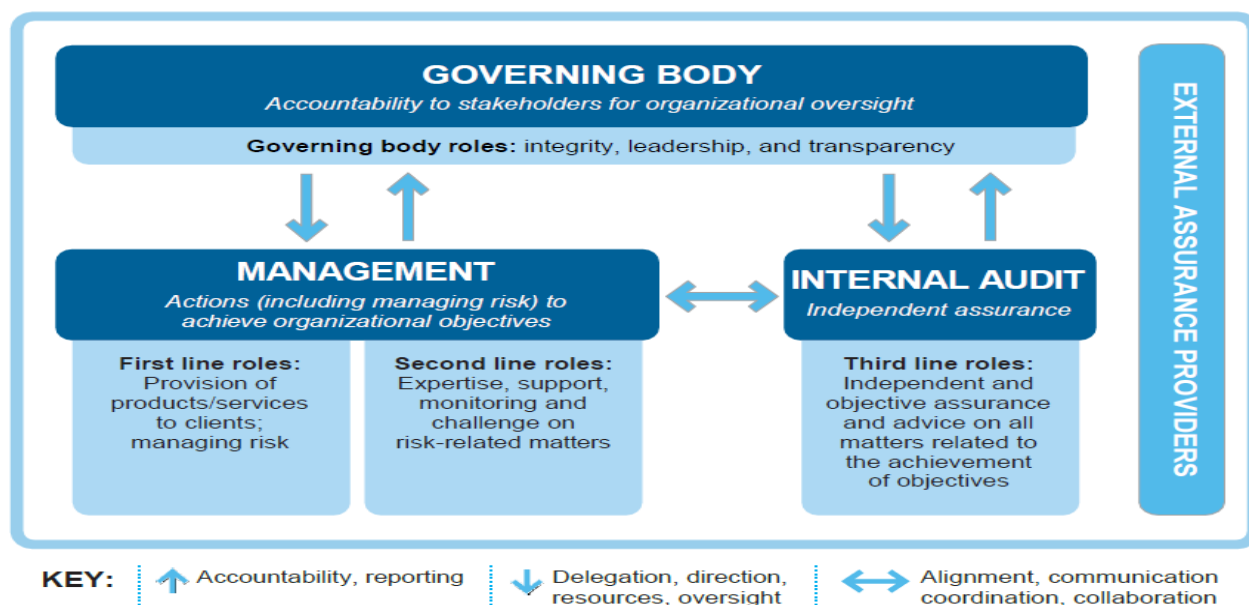 GOVERNING BODY
Accountability to stakeholders for organizational oversight
Governing body roles: integrity, leadership, and transparency
MANAGEMENT
Actions (including managing risk) to
achieve organizational objectives
First line roles:
Provision of
products/services
to clients;
managing risk
Second line roles:
Expertise, support,
monitoring and
challenge on
risk-related matters
INTERNAL AUDIT
Independent assurance
Third line roles:
Independent and
objective assurance
and advice on all
matters related to
the achievement
of objectives
EXTERNAL ASSURANCE PROVIDERS
KEY:
Accountability, reporting
Delegation, direction,
resources, oversight
Alignment, communication
coordination, collaboration